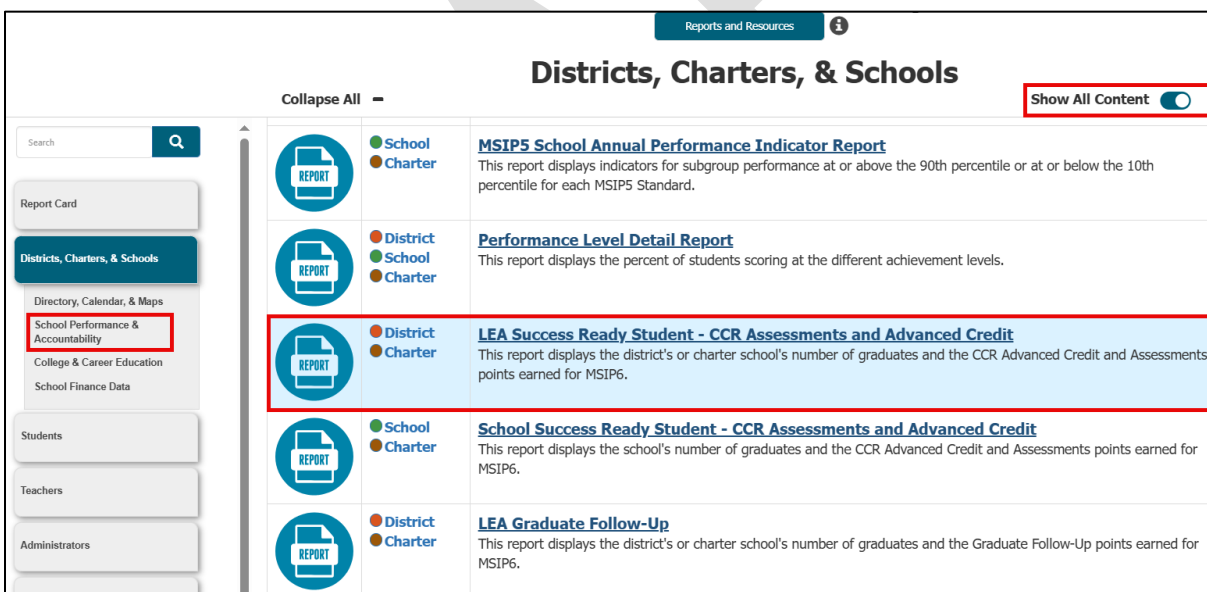 Reports and Resources
Districts, Charters, & Schools
Collapse All −
Show All Content
Search
Report Card
Districts, Charters, & Schools
Directory, Calendar, & Maps
School Performance &
Accountability
College & Career Education
School Finance Data
Students
Teachers
Administrators
REPORT
School
Charter
MSIP5 School Annual Performance Indicator Report
This report displays indicators for subgroup performance at or above the 90th percentile or at or below the 10th
percentile for each MSIP5 Standard.
REPORT
District
School
Charter
Performance Level Detail Report
This report displays the percent of students scoring at the different achievement levels.
REPORT
District
Charter
LEA Success Ready Student - CCR Assessments and Advanced Credit
This report displays the district's or charter school's number of graduates and the CCR Advanced Credit and Assessments
points earned for MSIP6.
REPORT
School
Charter
School Success Ready Student - CCR Assessments and Advanced Credit
This report displays the school's number of graduates and the CCR Advanced Credit and Assessments points earned for
MSIP6.
REPORT
District
Charter
LEA Graduate Follow-Up
This report displays the district's or charter school's number of graduates and the Graduate Follow-Up points earned for
MSIP6.